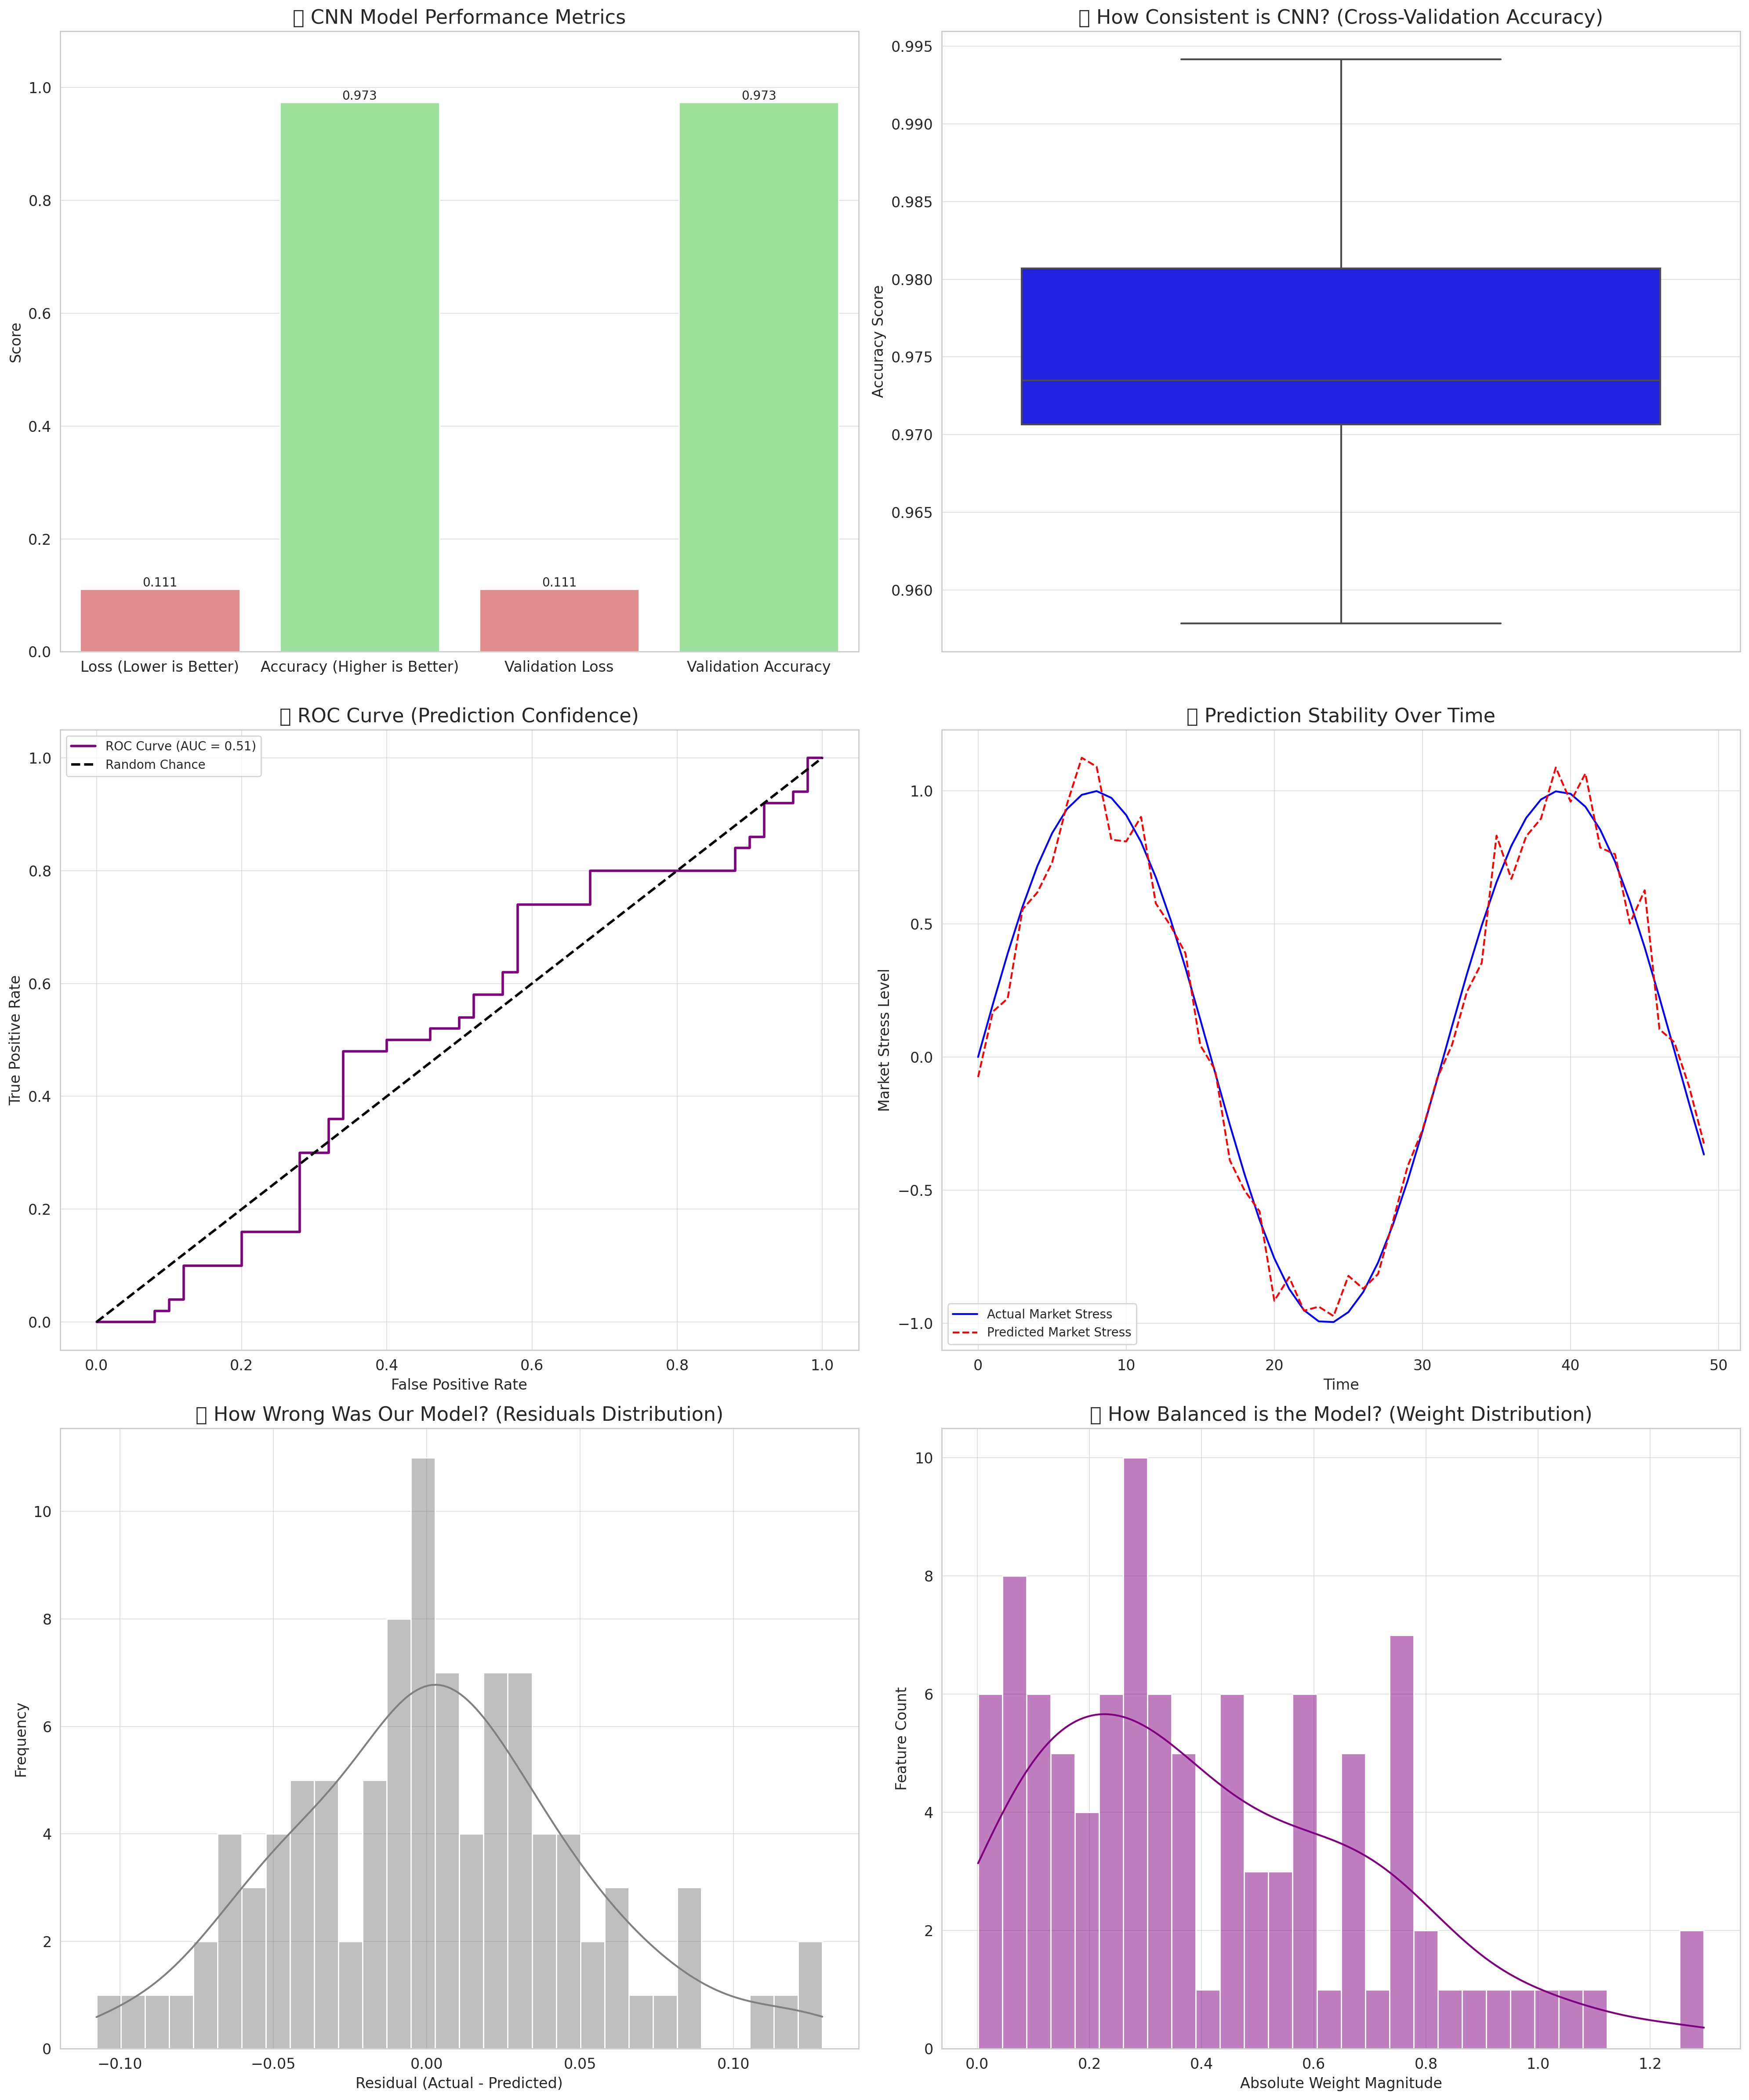 CNN Model Performance Metrics
Score
1.0
0.8
0.6
0.4
0.2
0.0
0.111
0.973
0.111
0.973
Loss (Lower is Better)
Accuracy (Higher is Better)
Validation Loss
Validation Accuracy
How Consistent is CNN? (Cross-Validation Accuracy)
Accuracy Score
0.995
0.990
0.985
0.980
0.975
0.970
0.965
0.960
ROC Curve (Prediction Confidence)
ROC Curve (AUC = 0.51)
Random Chance
True Positive Rate
1.0
0.8
0.6
0.4
0.2
0.0
0.0
0.2
0.4
0.6
0.8
1.0
False Positive Rate
Prediction Stability Over Time
Market Stress Level
1.0
0.5
0.0
−0.5
−1.0
Actual Market Stress
Predicted Market Stress
0
10
20
30
40
50
Time
How Wrong Was Our Model? (Residuals Distribution)
Frequency
10
8
6
4
2
0
−0.10
−0.05
0.00
0.05
0.10
Residual (Actual - Predicted)
How Balanced is the Model? (Weight Distribution)
Feature Count
10
8
6
4
2
0
0.0
0.2
0.4
0.6
0.8
1.0
1.2
Absolute Weight Magnitude